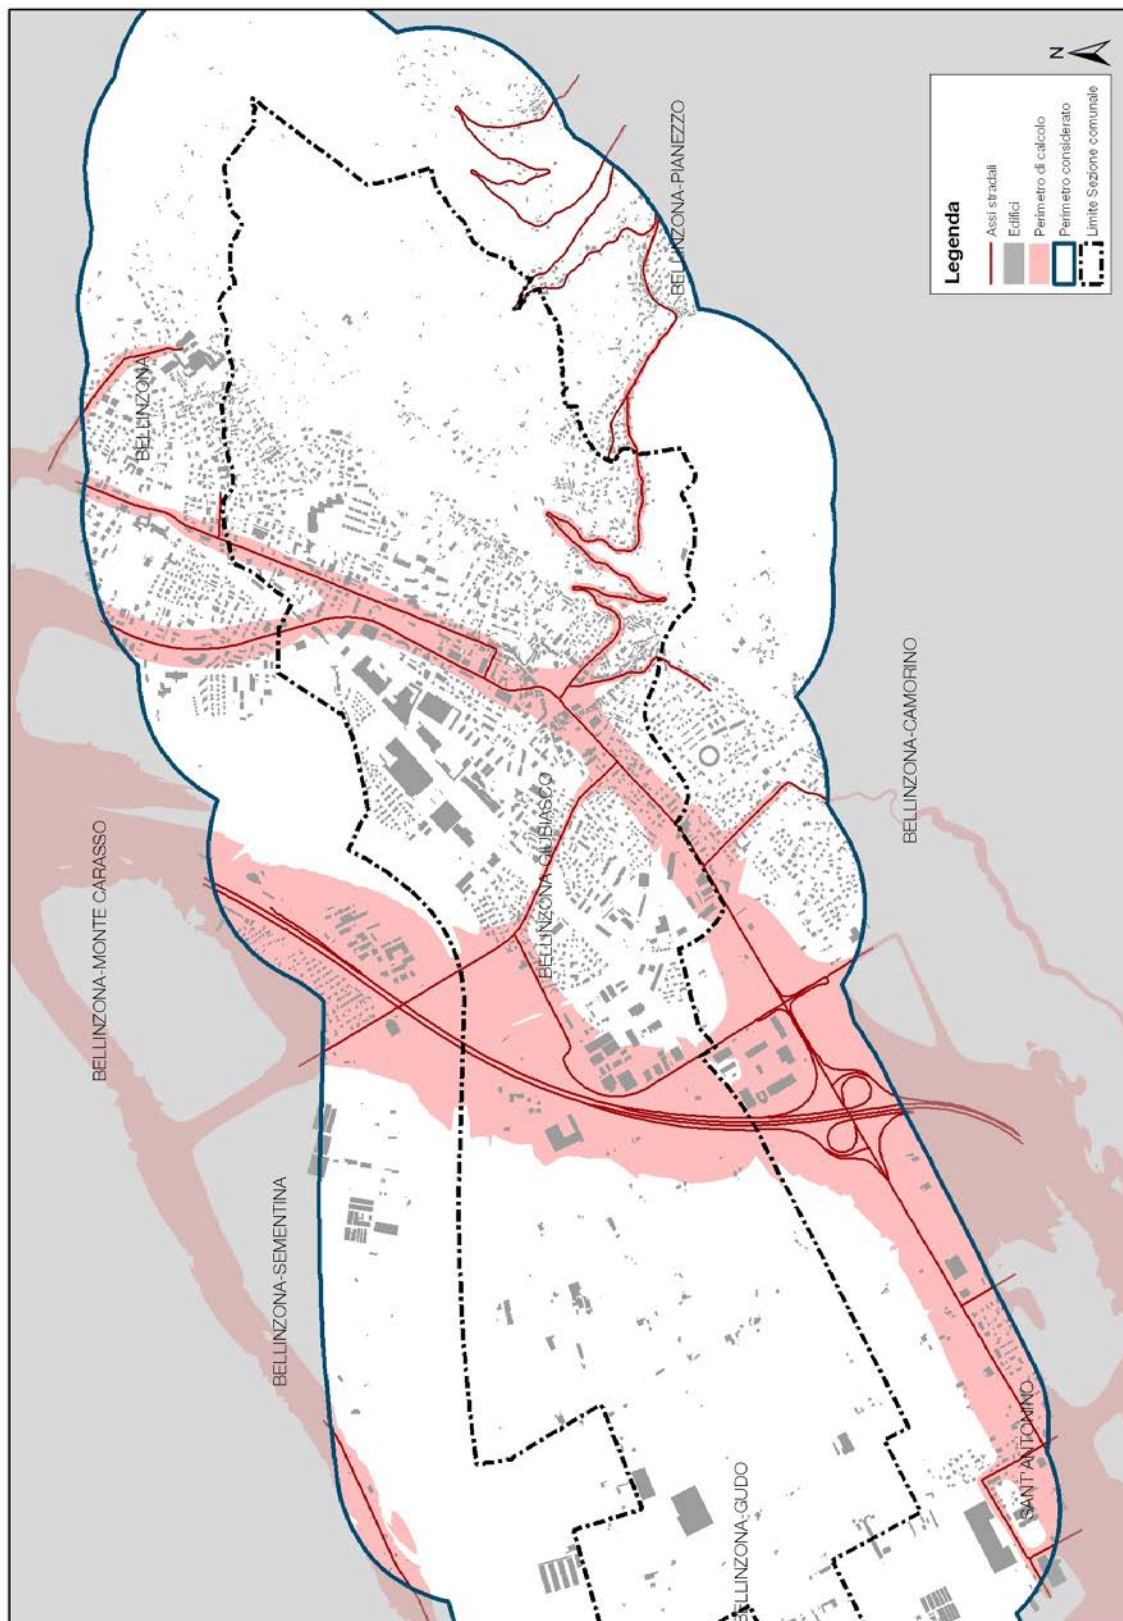 BELLINZONA-MONTE CARASSO
BELLINZONA-SEMENTINA
BELLINZONA
BELLINZONA-GIUBIASCO
BELLINZONA-PIANEZZO
BELLINZONA-CAMORINO
BELLINZONA-GUDO
SANT'ANTONINO
N
Legenda
Assi stradali
Edifici
Perimetro di calcolo
Perimetro considerato
Limite Sezione comunale